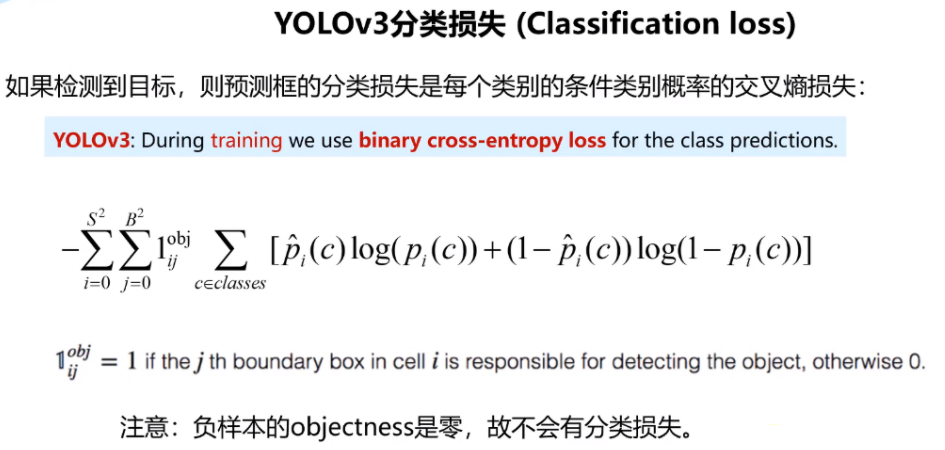 YOLOv3分类损失 (Classification loss)
如果检测到目标，则预测框的分类损失是每个类别的条件类别概率的交叉熵损失：
YOLOv3: During training we use binary cross-entropy loss for the class predictions.
$-\sum_{i=0}^{S^2}\sum_{j=0}^{B^2} 1_{ij}^{\mathrm{obj}} \sum_{c \in classes} [\hat{p}_i(c)\log(p_i(c))+(1-\hat{p}_i(c))\log(1-p_i(c))]$
$\mathbb{1}_{ij}^{obj}$ = 1 if the j th boundary box in cell i is responsible for detecting the object, otherwise 0.
注意：负样本的objectness是零，故不会有分类损失。